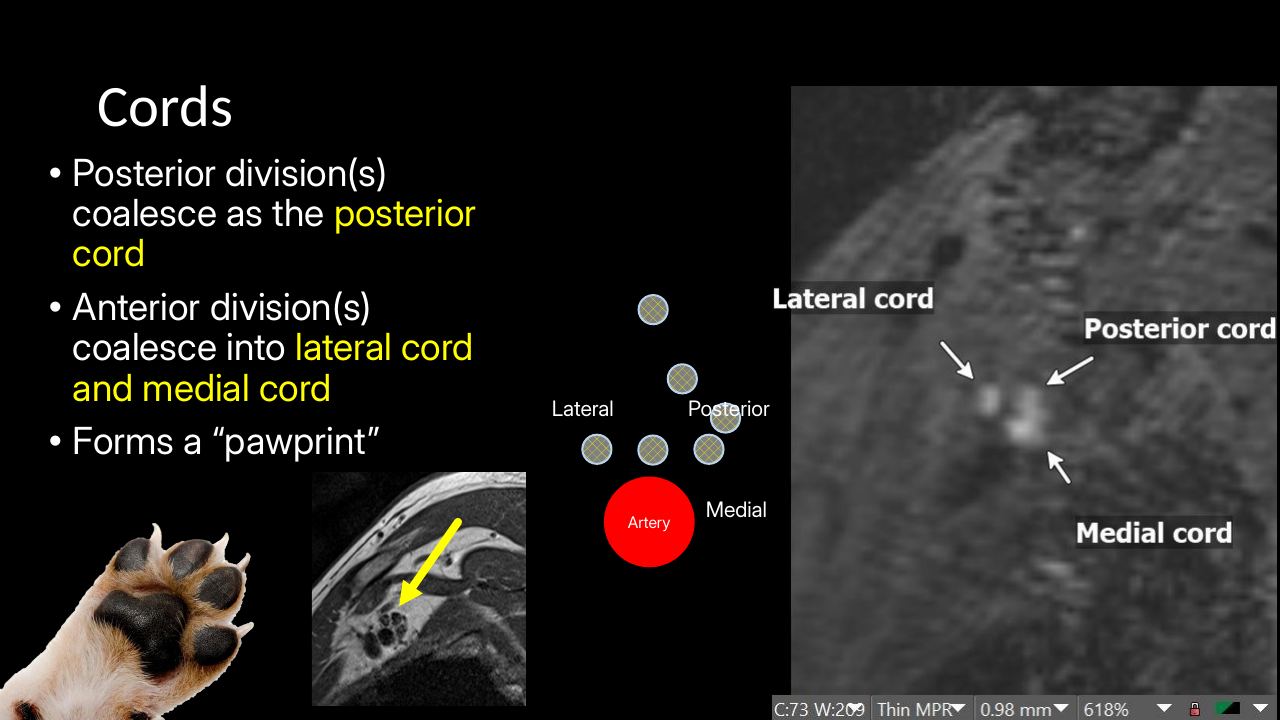 Cords
• Posterior division(s)
coalesce as the posterior
cord
• Anterior division(s)
coalesce into lateral cord
and medial cord
• Forms a “pawprint”
Lateral
Posterior
Artery
Medial
Lateral cord
Posterior cord
Medial cord
C:73 W:209 Thin MPR 0.98 mm 618%